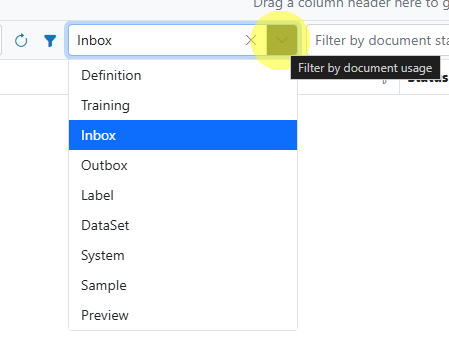 Drag a column header here to g
Inbox
Filter by document sta
Filter by document usage
Status
Definition
Training
Inbox
Outbox
Label
DataSet
System
Sample
Preview